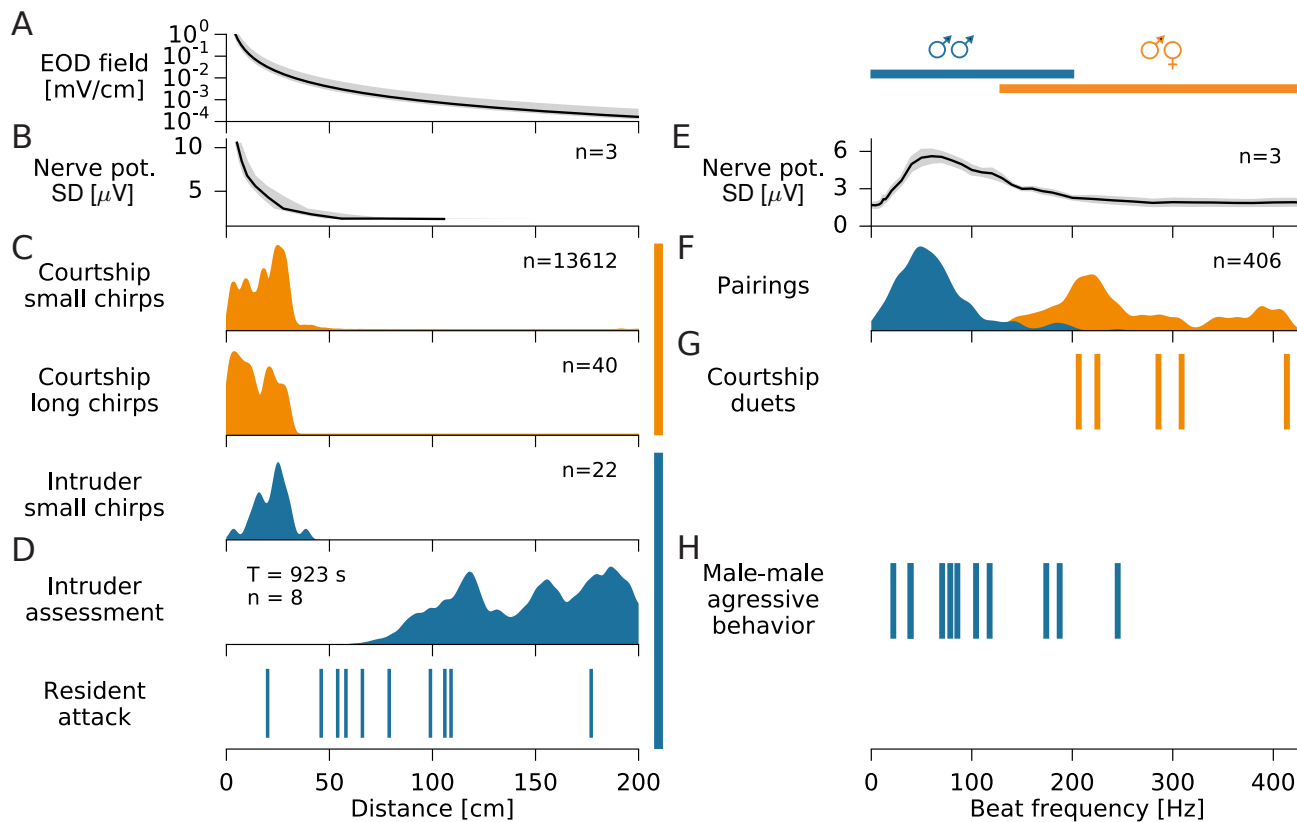 A
EOD field
[mV/cm]
10⁰
10⁻¹
10⁻²
10⁻³
10⁻⁴
♂♂
♂♀
B
Nerve pot.
SD [μV]
10
5
n=3
E
Nerve pot.
SD [μV]
6
3
0
n=3
C
Courtship
small chirps
n=13612
F
Pairings
n=406
Courtship
long chirps
n=40
G
Courtship
duets
Intruder
small chirps
n=22
D
Intruder
assessment
T = 923 s
n = 8
H
Male-male
agressive
behavior
Resident
attack
0 50 100 150 200
Distance [cm]
0 100 200 300 400
Beat frequency [Hz]